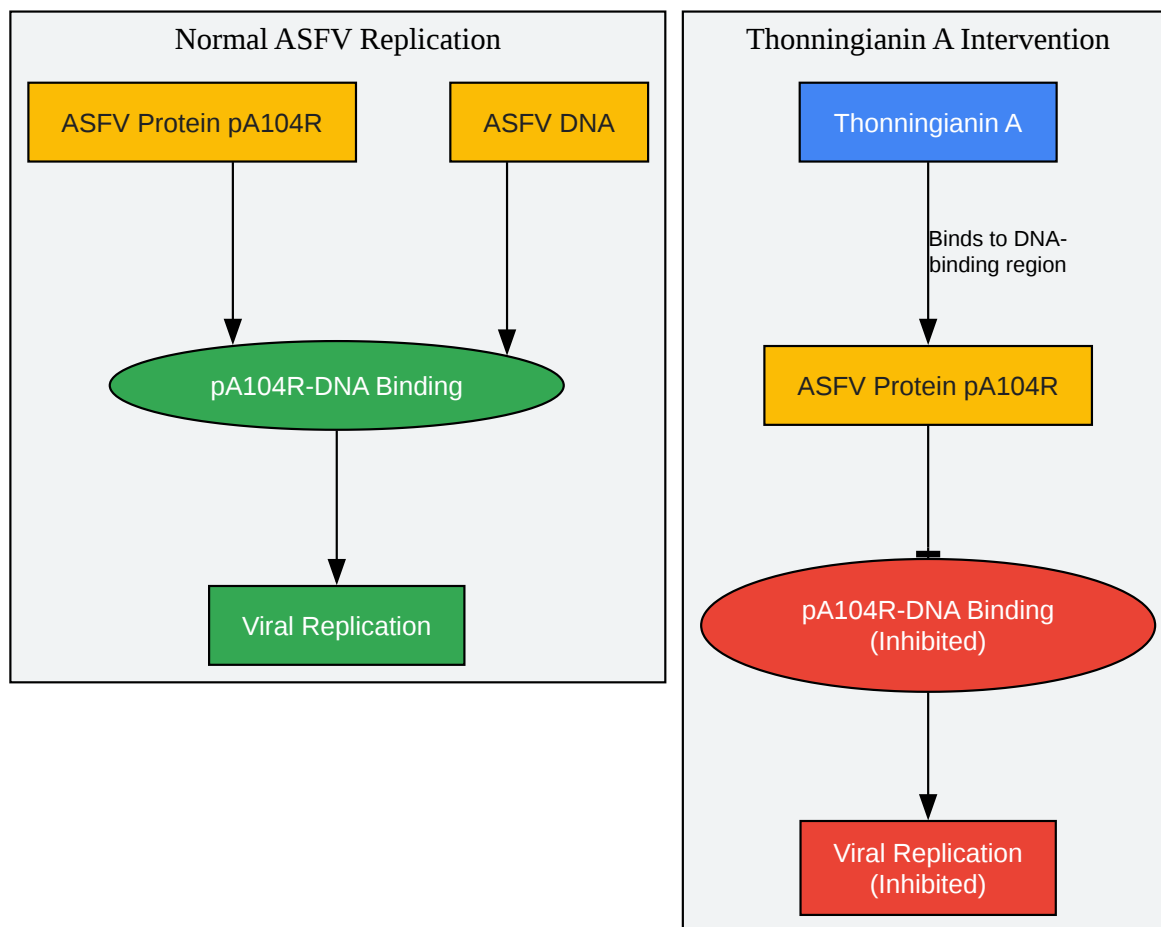 Normal ASFV Replication
ASFV Protein pA104R
ASFV DNA
pA104R-DNA Binding
Viral Replication
Thonningianin A Intervention
Thonningianin A
Binds to DNA-
binding region
ASFV Protein pA104R
pA104R-DNA Binding
(Inhibited)
Viral Replication
(Inhibited)